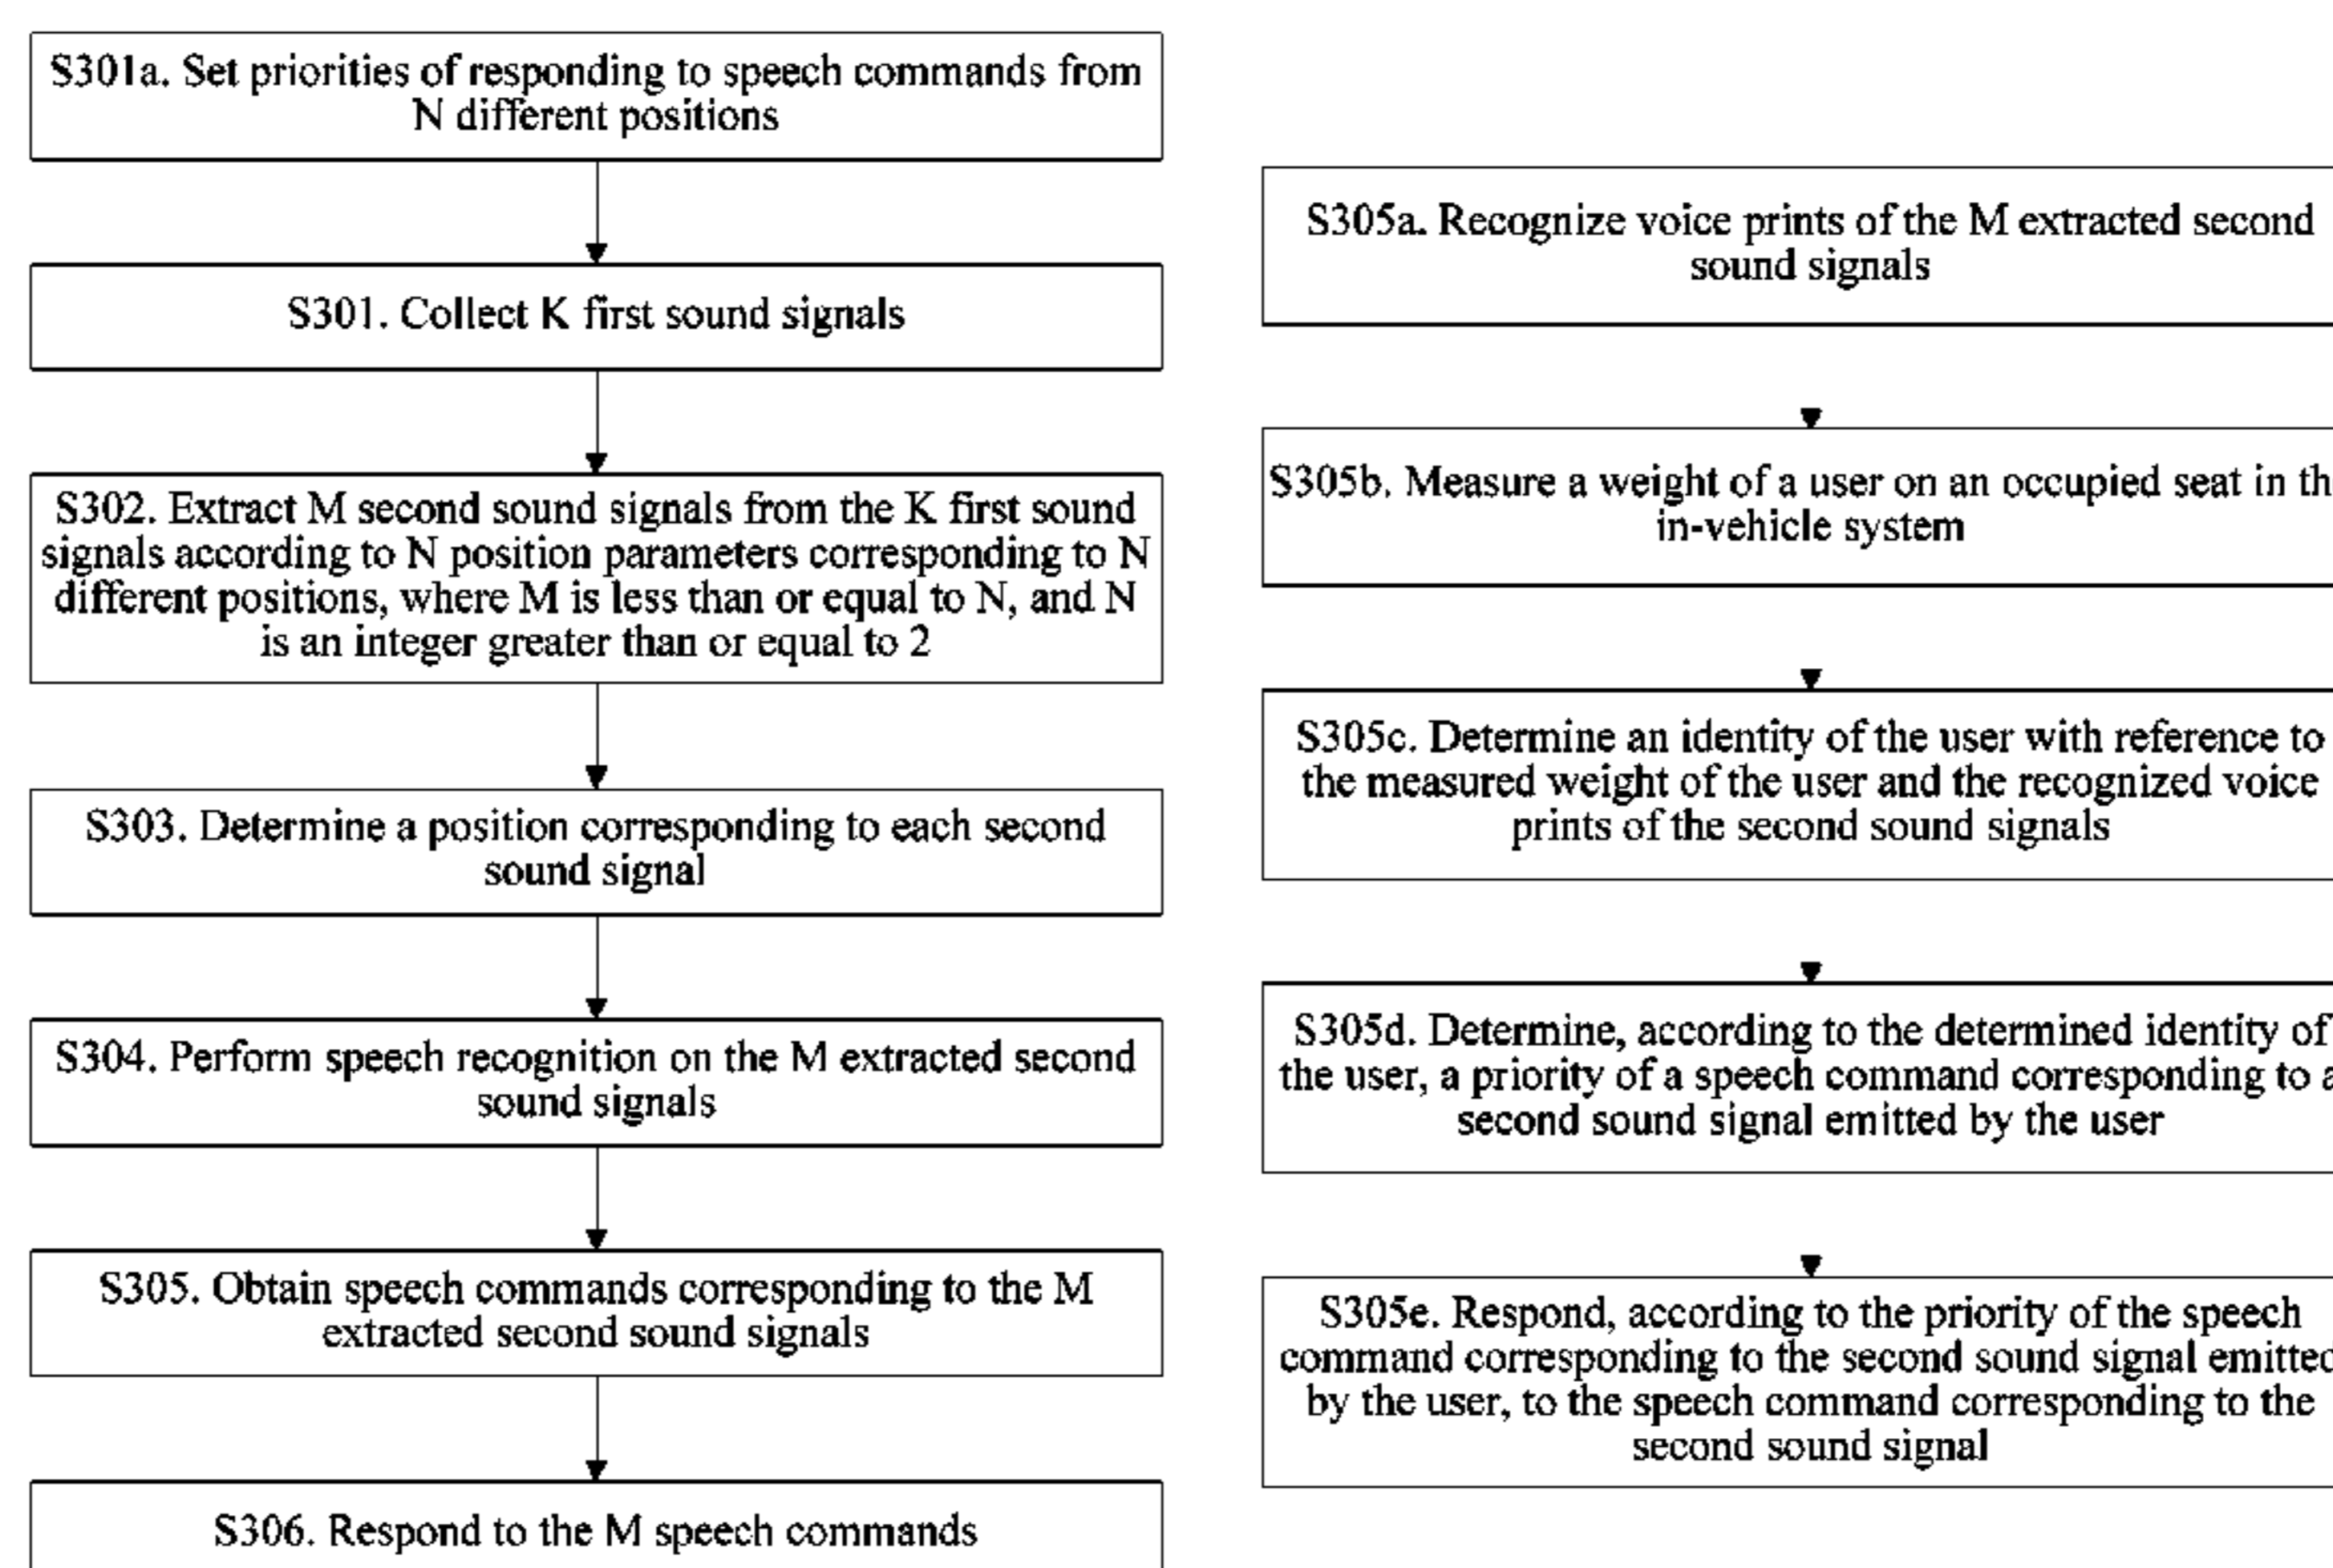 S301a. Set priorities of responding to speech commands from
N different positions
S301. Collect K first sound signals
S302. Extract M second sound signals from the K first sound
signals according to N position parameters corresponding to N
different positions, where M is less than or equal to N, and N
is an integer greater than or equal to 2
S303. Determine a position corresponding to each second
sound signal
S304. Perform speech recognition on the M extracted second
sound signals
S305. Obtain speech commands corresponding to the M
extracted second sound signals
S306. Respond to the M speech commands
S305a. Recognize voice prints of the M extracted second
sound signals
S305b. Measure a weight of a user on an occupied seat in
in-vehicle system
S305c. Determine an identity of the user with reference to
the measured weight of the user and the recognized voice
prints of the second sound signals
S305d. Determine, according to the determined identity of
the user, a priority of a speech command corresponding to a
second sound signal emitted by the user
S305e. Respond, according to the priority of the speech
command corresponding to the second sound signal emitted
by the user, to the speech command corresponding to the
second sound signal